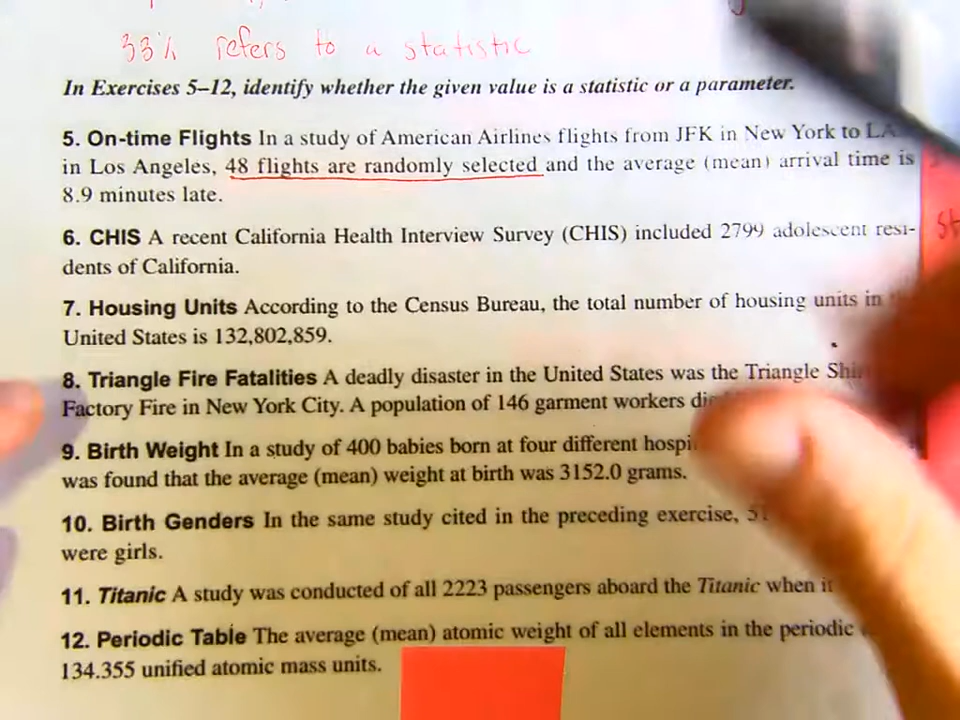 33% refers to a statistic
In Exercises 5–12, identify whether the given value is a statistic or a parameter.
5. On-time Flights In a study of American Airlines flights from JFK in New York to LA
in Los Angeles, 48 flights are randomly selected and the average (mean) arrival time is
8.9 minutes late.
6. CHIS A recent California Health Interview Survey (CHIS) included 2799 adolescent resi-
dents of California.
7. Housing Units According to the Census Bureau, the total number of housing units in
United States is 132,802,859.
8. Triangle Fire Fatalities A deadly disaster in the United States was the Triangle
Factory Fire in New York City. A population of 146 garment workers
9. Birth Weight In a study of 400 babies born at four different
was found that the average (mean) weight at birth was 3152.0 grams.
10. Birth Genders In the same study cited in the preceding exercise,
were girls.
11. Titanic A study was conducted of all 2223 passengers aboard the Titanic when it
12. Periodic Table The average (mean) atomic weight of all elements in the periodic
134.355 unified atomic mass units.